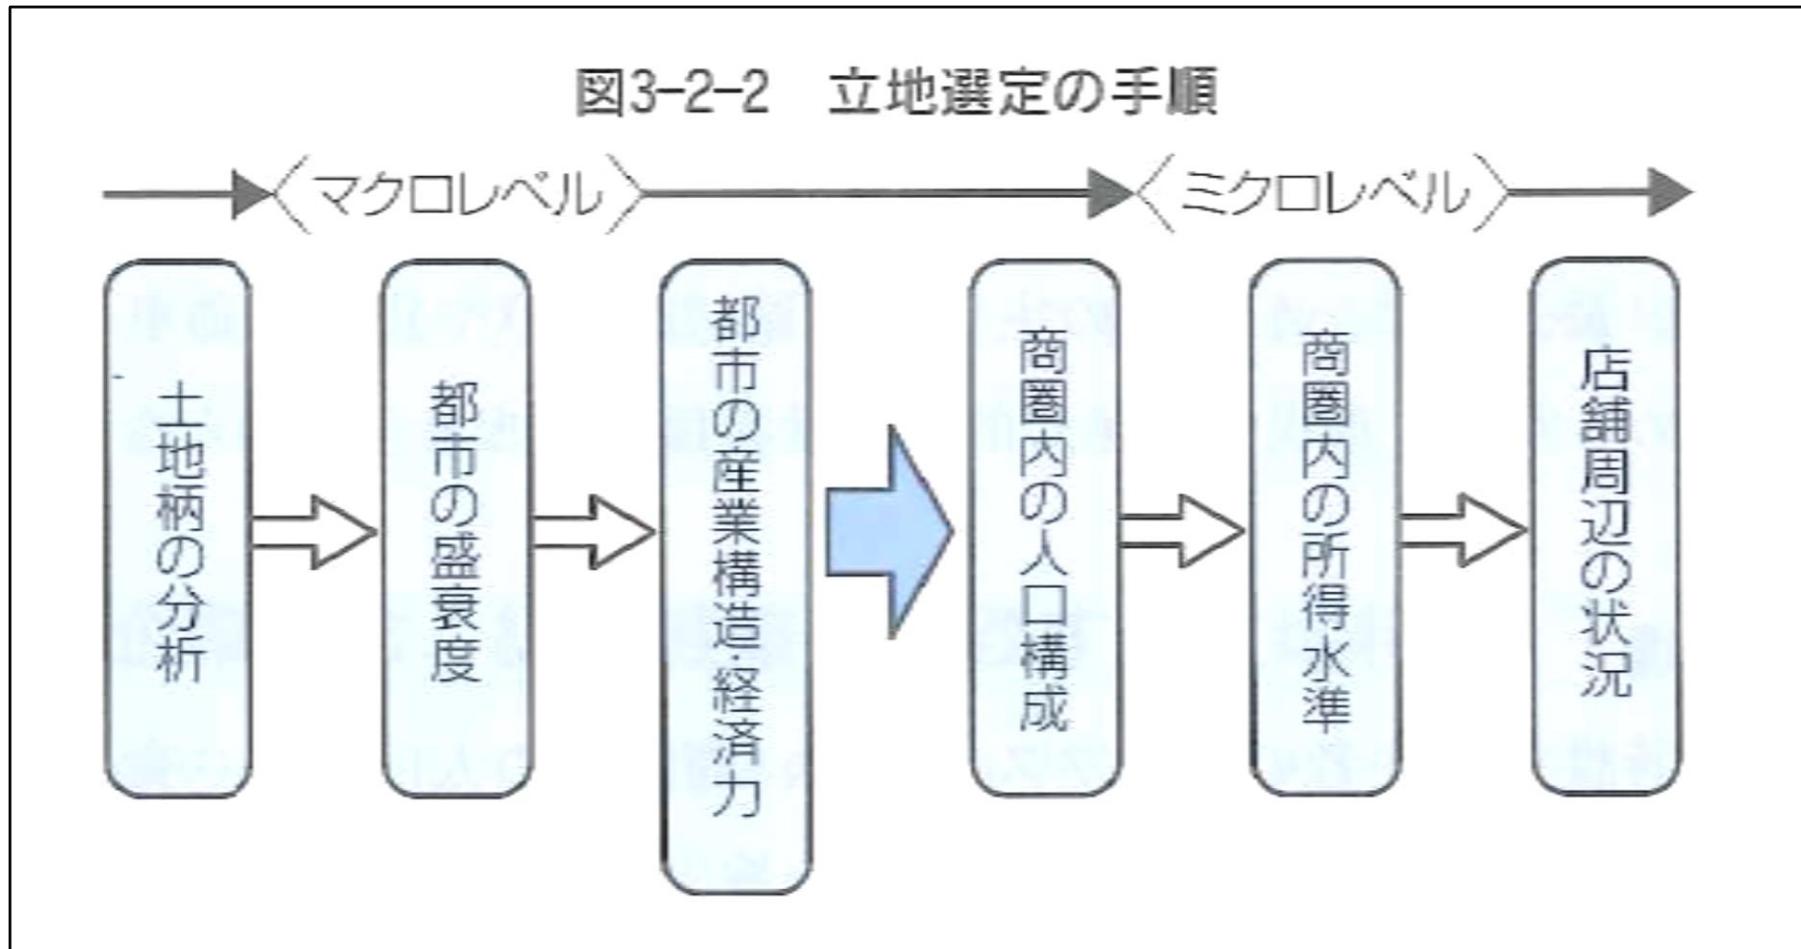 図3-2-2 立地選定の手順
マクロレベル
ミクロレベル
土地柄の分析
都市の盛衰度
都市の産業構造・経済力
商圏内の人口構成
商圏内の所得水準
店舗周辺の状況